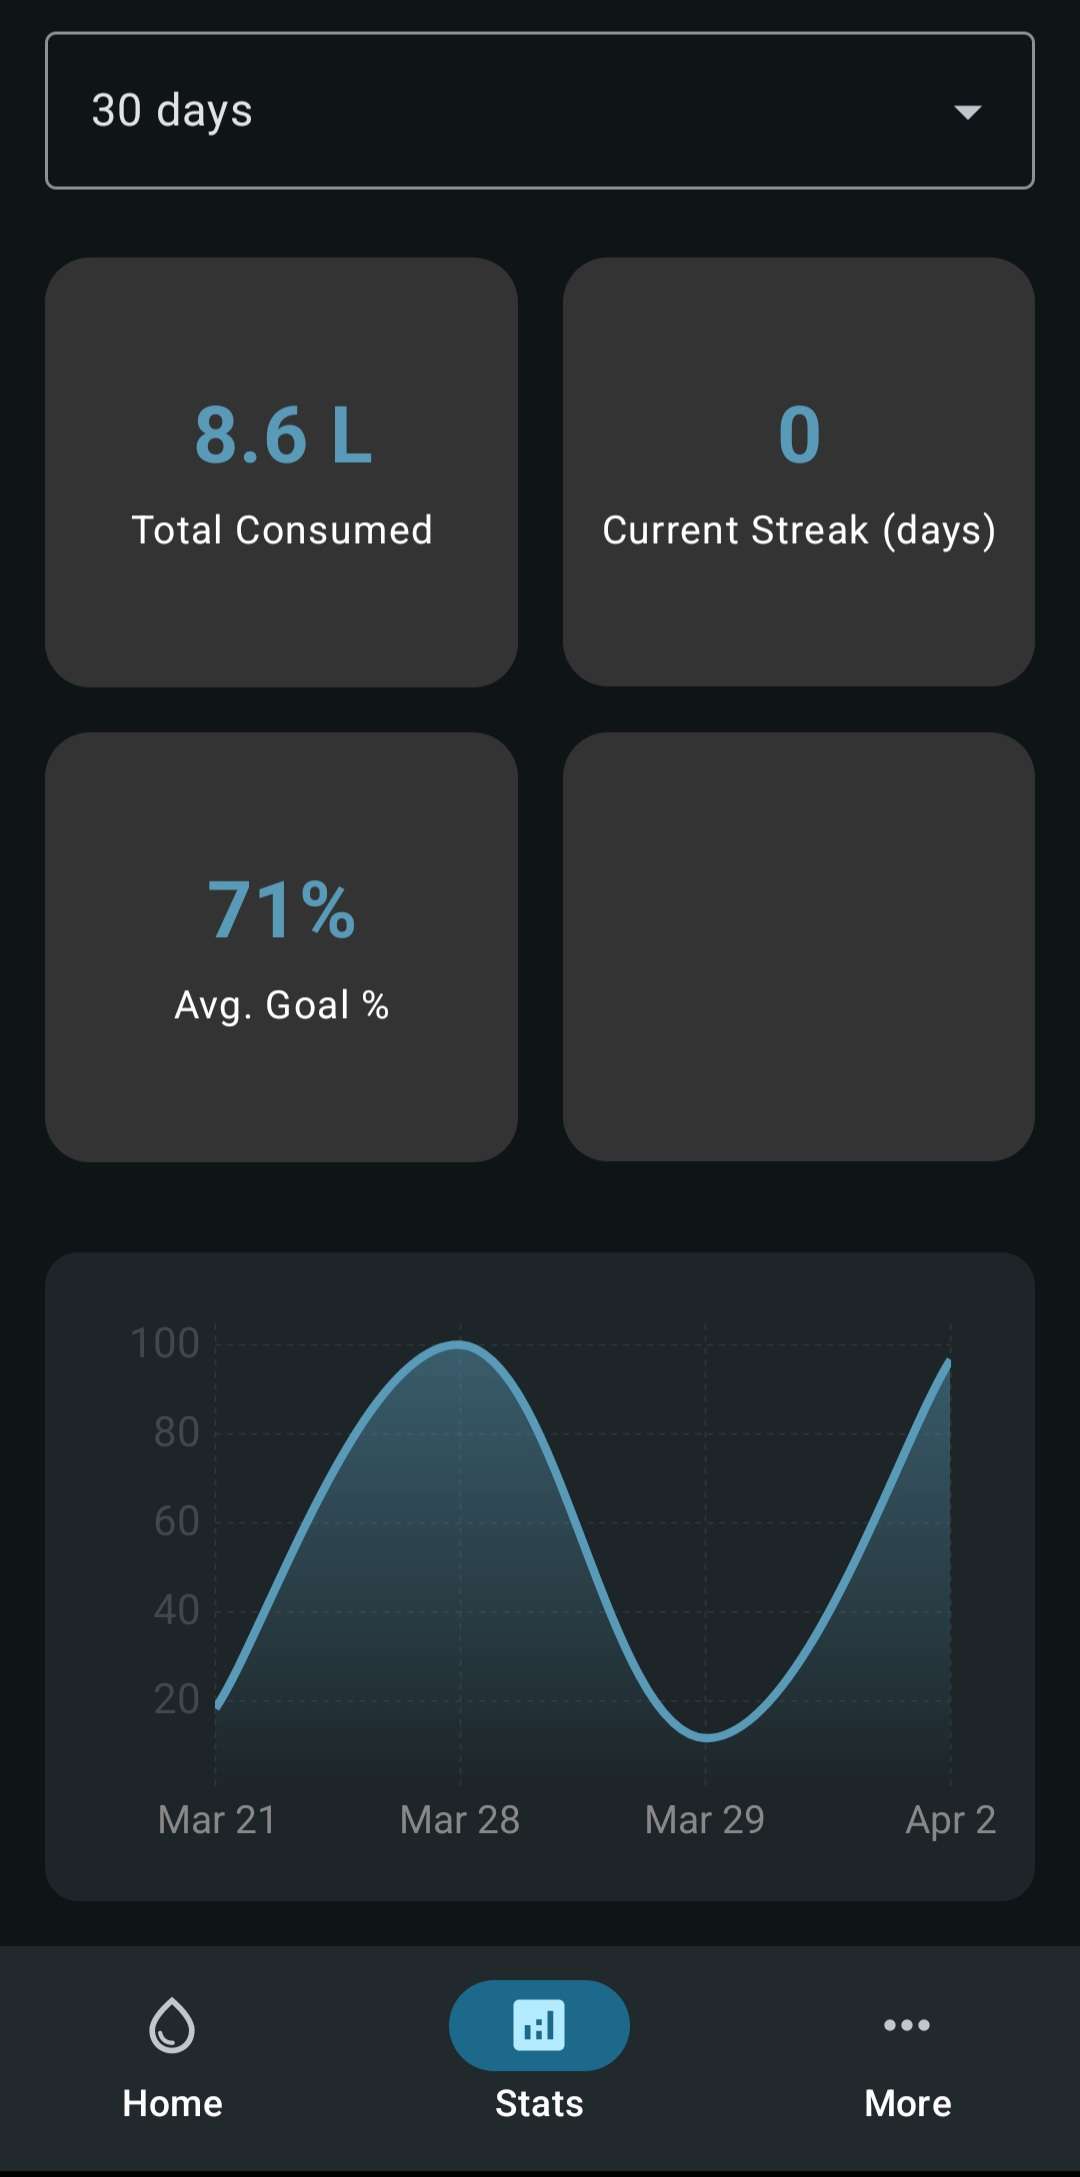 30 days
8.6 L
Total Consumed
0
Current Streak (days)
71%
Avg. Goal %
100
80
60
40
20
Mar 21 Mar 28 Mar 29 Apr 2
Home Stats More